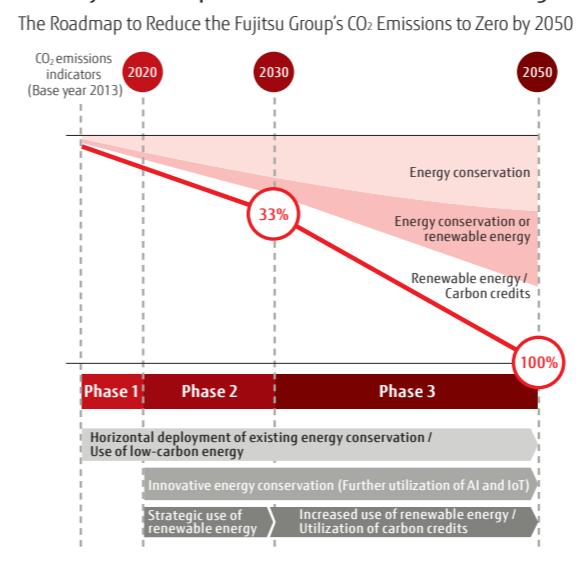 The Roadmap to Reduce the Fujitsu Group's CO2 Emissions to Zero by 2050
CO2 emissions
indicators
(Base year 2013)
2020
2030
2050
Energy conservation
Energy conservation or
renewable energy
33%
Renewable energy /
Carbon credits
100%
Phase 1
Phase 2
Phase 3
Horizontal deployment of existing energy conservation /
Use of low-carbon energy
Innovative energy conservation (Further utilization of AI and IoT)
Strategic use of
renewable energy
Increased use of renewable energy /
Utilization of carbon credits